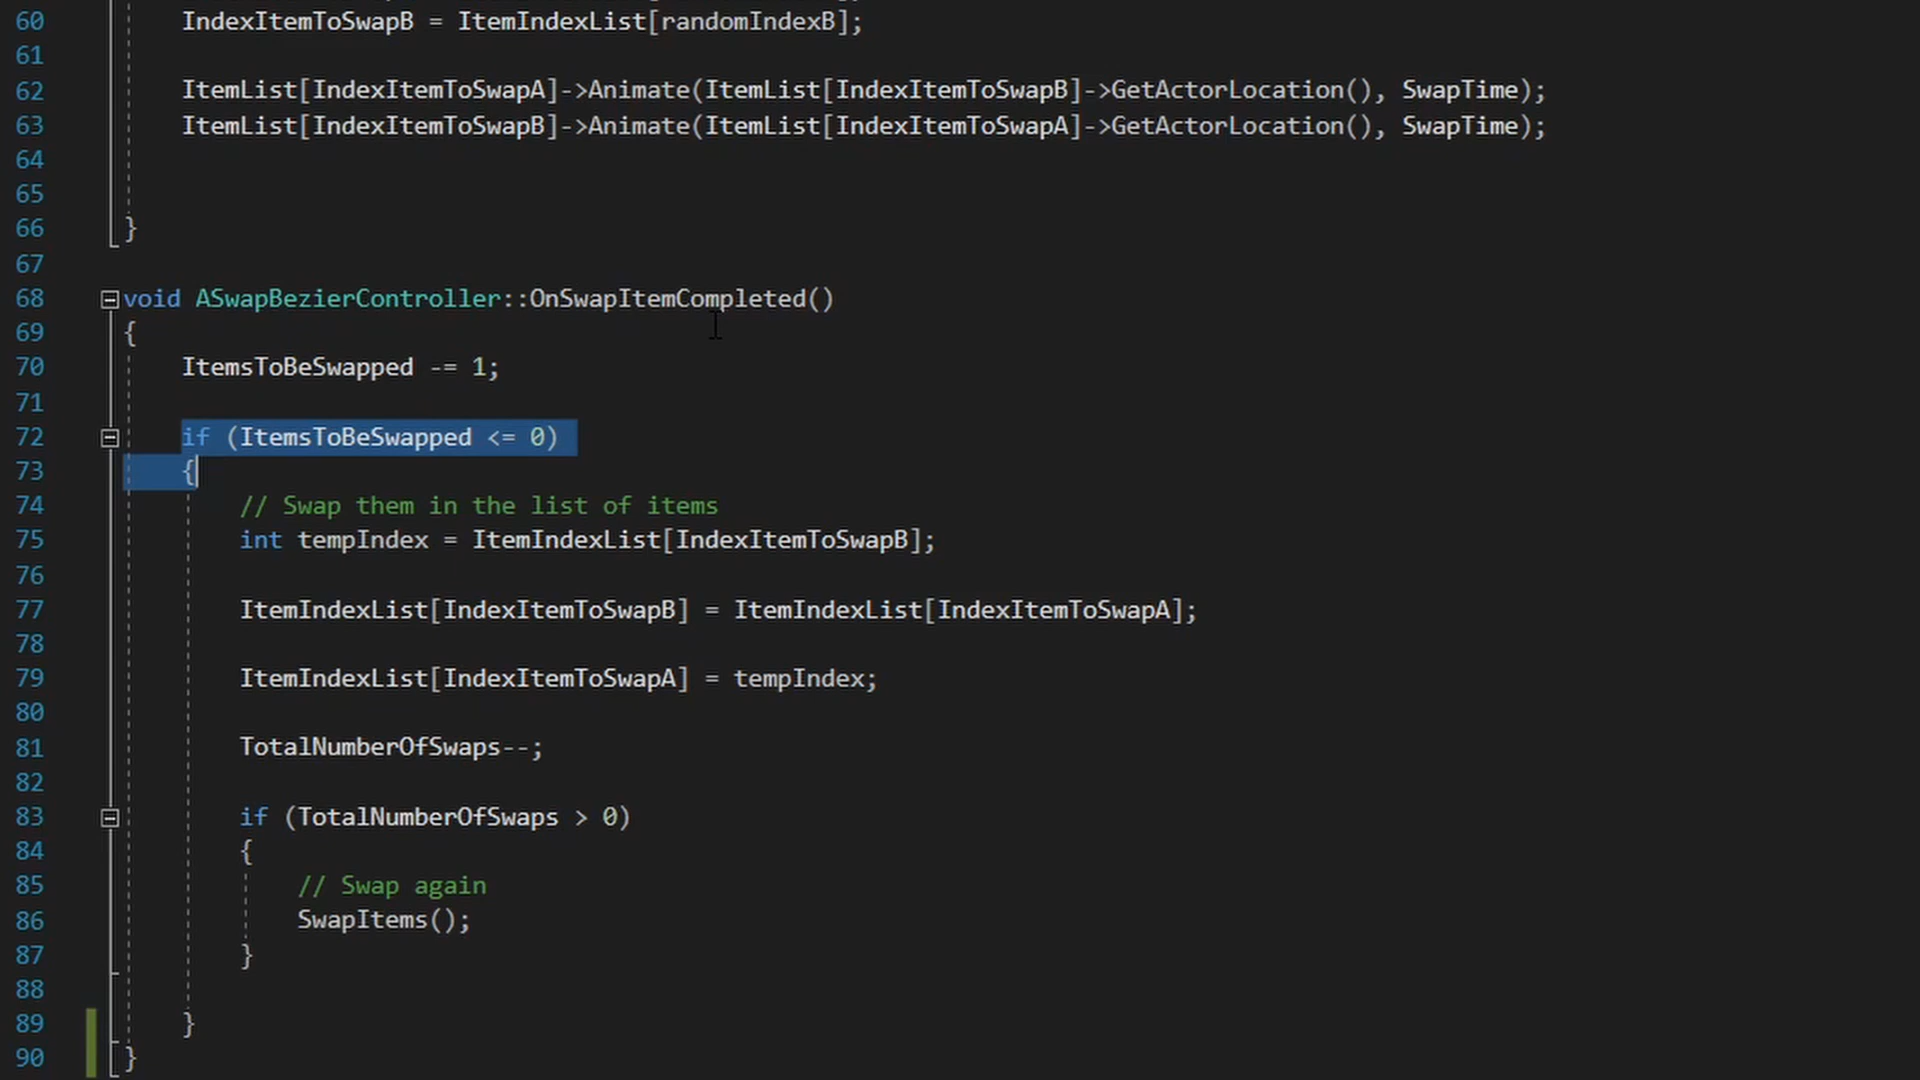 60 IndexItemToSwapB = ItemIndexList[randomIndexB];
61
62 ItemList[IndexItemToSwapA]->Animate(ItemList[IndexItemToSwapB]->GetActorLocation(), SwapTime);
63 ItemList[IndexItemToSwapB]->Animate(ItemList[IndexItemToSwapA]->GetActorLocation(), SwapTime);
64
65
66 }
67
68 void ASwapBezierController::OnSwapItemCompleted()
69 {
70 ItemsToBeSwapped -= 1;
71
72 if (ItemsToBeSwapped <= 0)
73 {
74 // Swap them in the list of items
75 int tempIndex = ItemIndexList[IndexItemToSwapB];
76
77 ItemIndexList[IndexItemToSwapB] = ItemIndexList[IndexItemToSwapA];
78
79 ItemIndexList[IndexItemToSwapA] = tempIndex;
80
81 TotalNumberOfSwaps--;
82
83 if (TotalNumberOfSwaps > 0)
84 {
85 // Swap again
86 SwapItems();
87 }
88
89 }
90 }